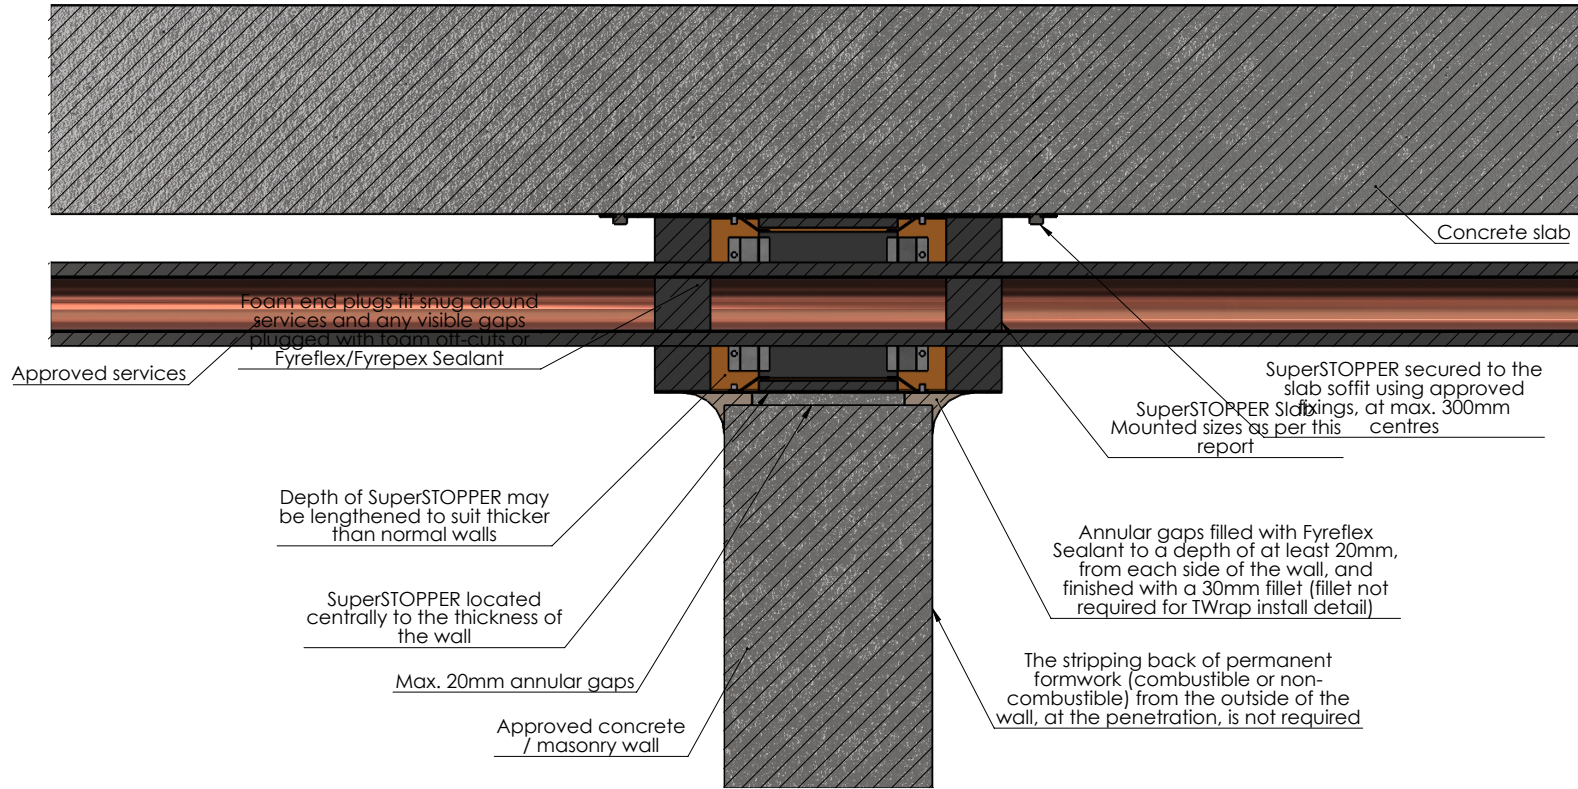 Concrete slab
Foam end plugs fit snug around
services and any visible gaps
plugged with foam off-cuts or
Fyreflex/Fyrepex Sealant
Approved services
SuperSTOPPER secured to the
slab soffit using approved
fixings, at max. 300mm
centres
SuperSTOPPER Slab
Mounted sizes as per this
report
Depth of SuperSTOPPER may
be lengthened to suit thicker
than normal walls
Annular gaps filled with Fyreflex
Sealant to a depth of at least 20mm,
from each side of the wall, and
finished with a 30mm fillet (fillet not
required for TWrap install detail)
SuperSTOPPER located
centrally to the thickness of
the wall
Max. 20mm annular gaps
The stripping back of permanent
formwork (combustible or non-
combustible) from the outside of the
wall, at the penetration, is not required
Approved concrete
/ masonry wall